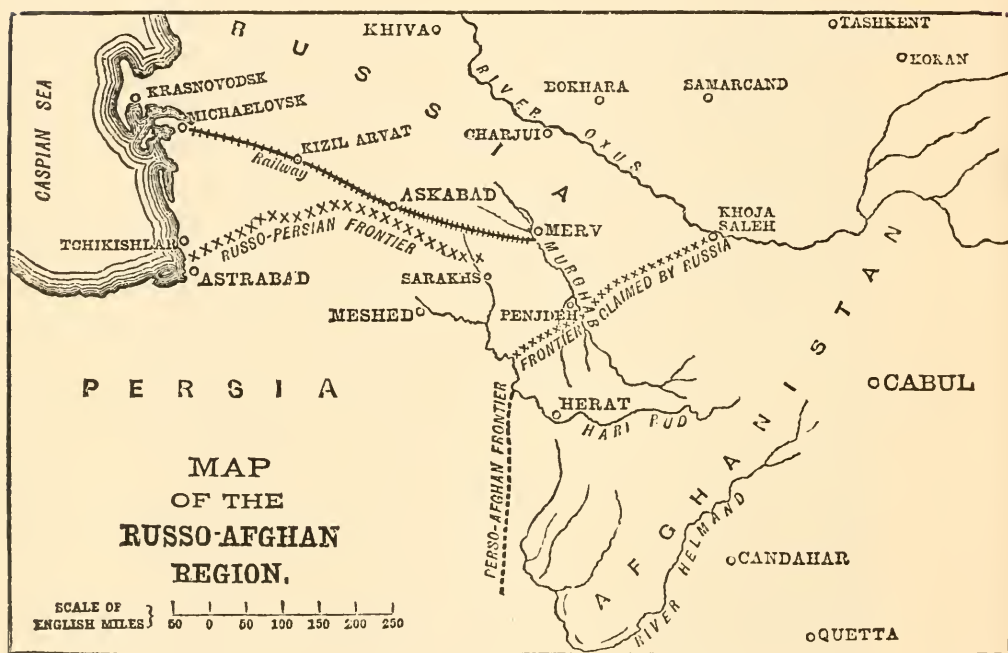 RUSSIA
KHIVA
TASHKENT
KOKAN
CASPIAN SEA
KRASNOVODSK
MICHAELOVSK
RIVER OXUS
BOKHARA
SAMARCAND
CHARJUI
KIZIL ARVAT
Railway
ASKABAD
MERV
KHOJA
SALEH
TCHIKISHLAR
RUSSO-PERSIAN FRONTIER
MURGHAB
ASTRABAD
SARAKHS
MESHED
PENJDEH
FRONTIER CLAIMED BY RUSSIA
PERSIA
HERAT
HARI RUD
CABUL
AFGHANISTAN
PERSO-AFGHAN FRONTIER
RIVER HELMAND
CANDAHAR
QUETTA
MAP
OF THE
RUSSO-AFGHAN
REGION.
SCALE OF
ENGLISH MILES
50 0 50 100 150 200 250